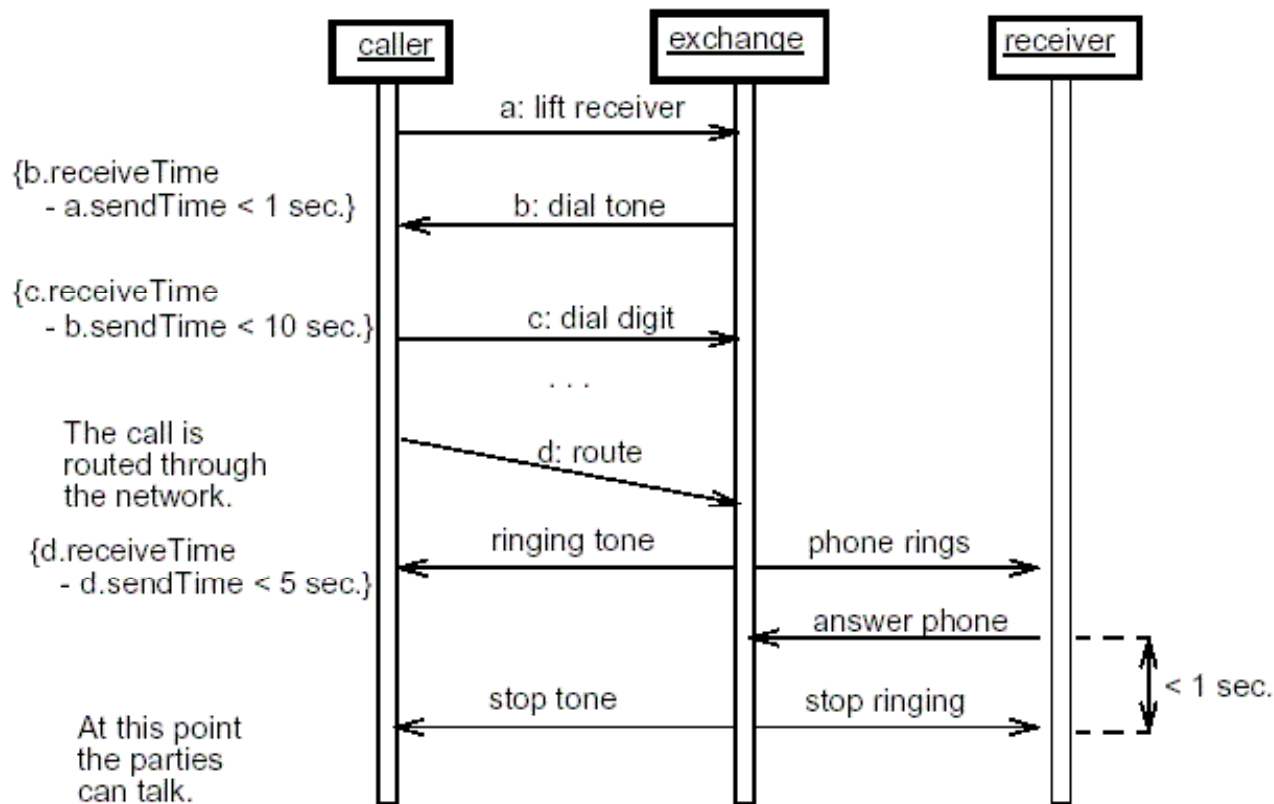 caller
exchange
receiver
a: lift receiver
{b.receiveTime
- a.sendTime < 1 sec.}
b: dial tone
{c.receiveTime
- b.sendTime < 10 sec.}
c: dial digit
. . .
The call is
routed through
the network.
d: route
{d.receiveTime
- d.sendTime < 5 sec.}
ringing tone
phone rings
answer phone
< 1 sec.
stop tone
stop ringing
At this point
the parties
can talk.